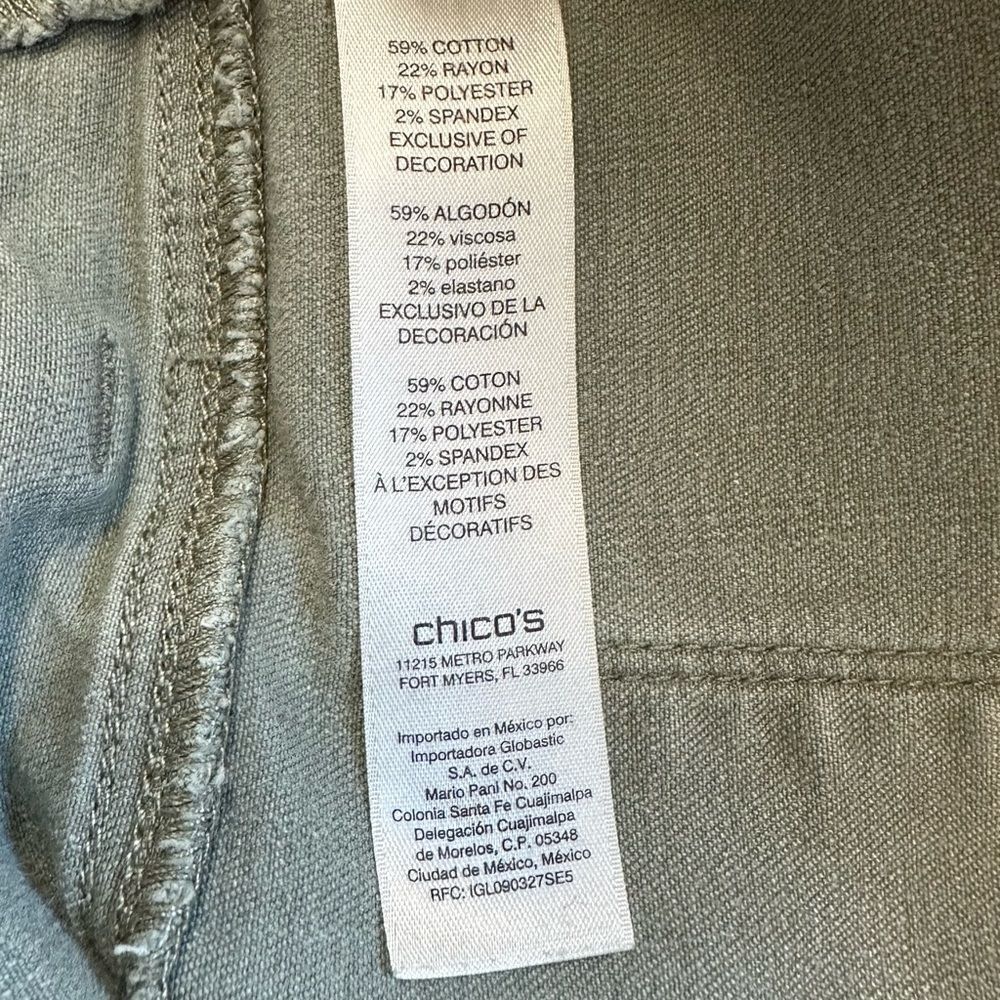 59% COTTON
22% RAYON
17% POLYESTER
2% SPANDEX
EXCLUSIVE OF
DECORATION
59% ALGODÓN
22% viscosa
17% poliéster
2% elastano
EXCLUSIVO DE LA
DECORACIÓN
59% COTON
22% RAYONNE
17% POLYESTER
2% SPANDEX
À L'EXCEPTION DES
MOTIFS
DÉCORATIFS
chico's
11215 METRO PARKWAY
FORT MYERS, FL 33966
Importado en México por:
Importadora Globastic
S.A. de C.V.
Mario Pani No. 200
Colonia Santa Fe Cuajimalpa
Delegación Cuajimalpa
de Morelos, C.P. 05348
Ciudad de México, México
RFC: IGL090327SE5